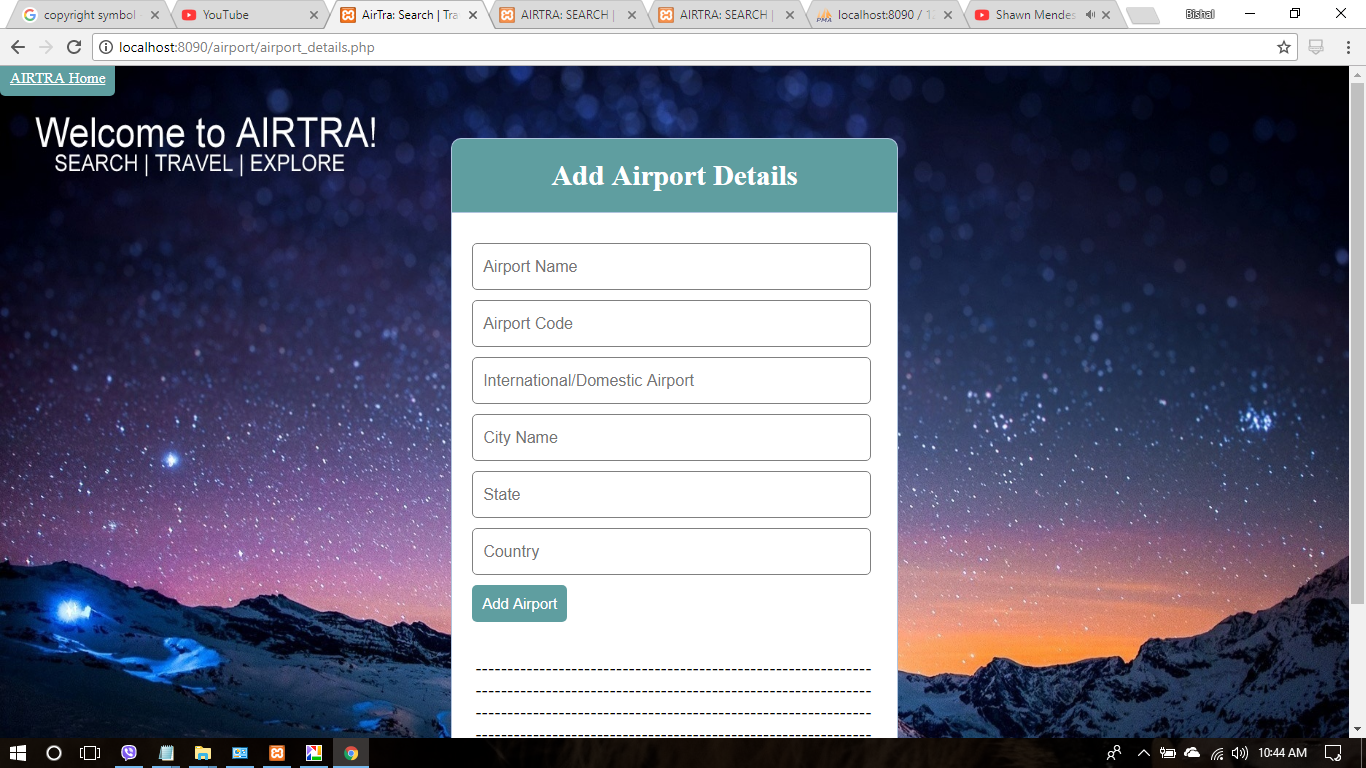 copyright symbol
YouTube
AirTra: Search | Tra
AIRTRA: SEARCH |
AIRTRA: SEARCH |
PMA
localhost:8090 / 12
Shawn Mendes
Bishal
localhost:8090/airport/airport_details.php
AIRTRA Home
Welcome to AIRTRA!
SEARCH | TRAVEL | EXPLORE
Add Airport Details
Airport Name
Airport Code
International/Domestic Airport
City Name
State
Country
Add Airport
10:44 AM